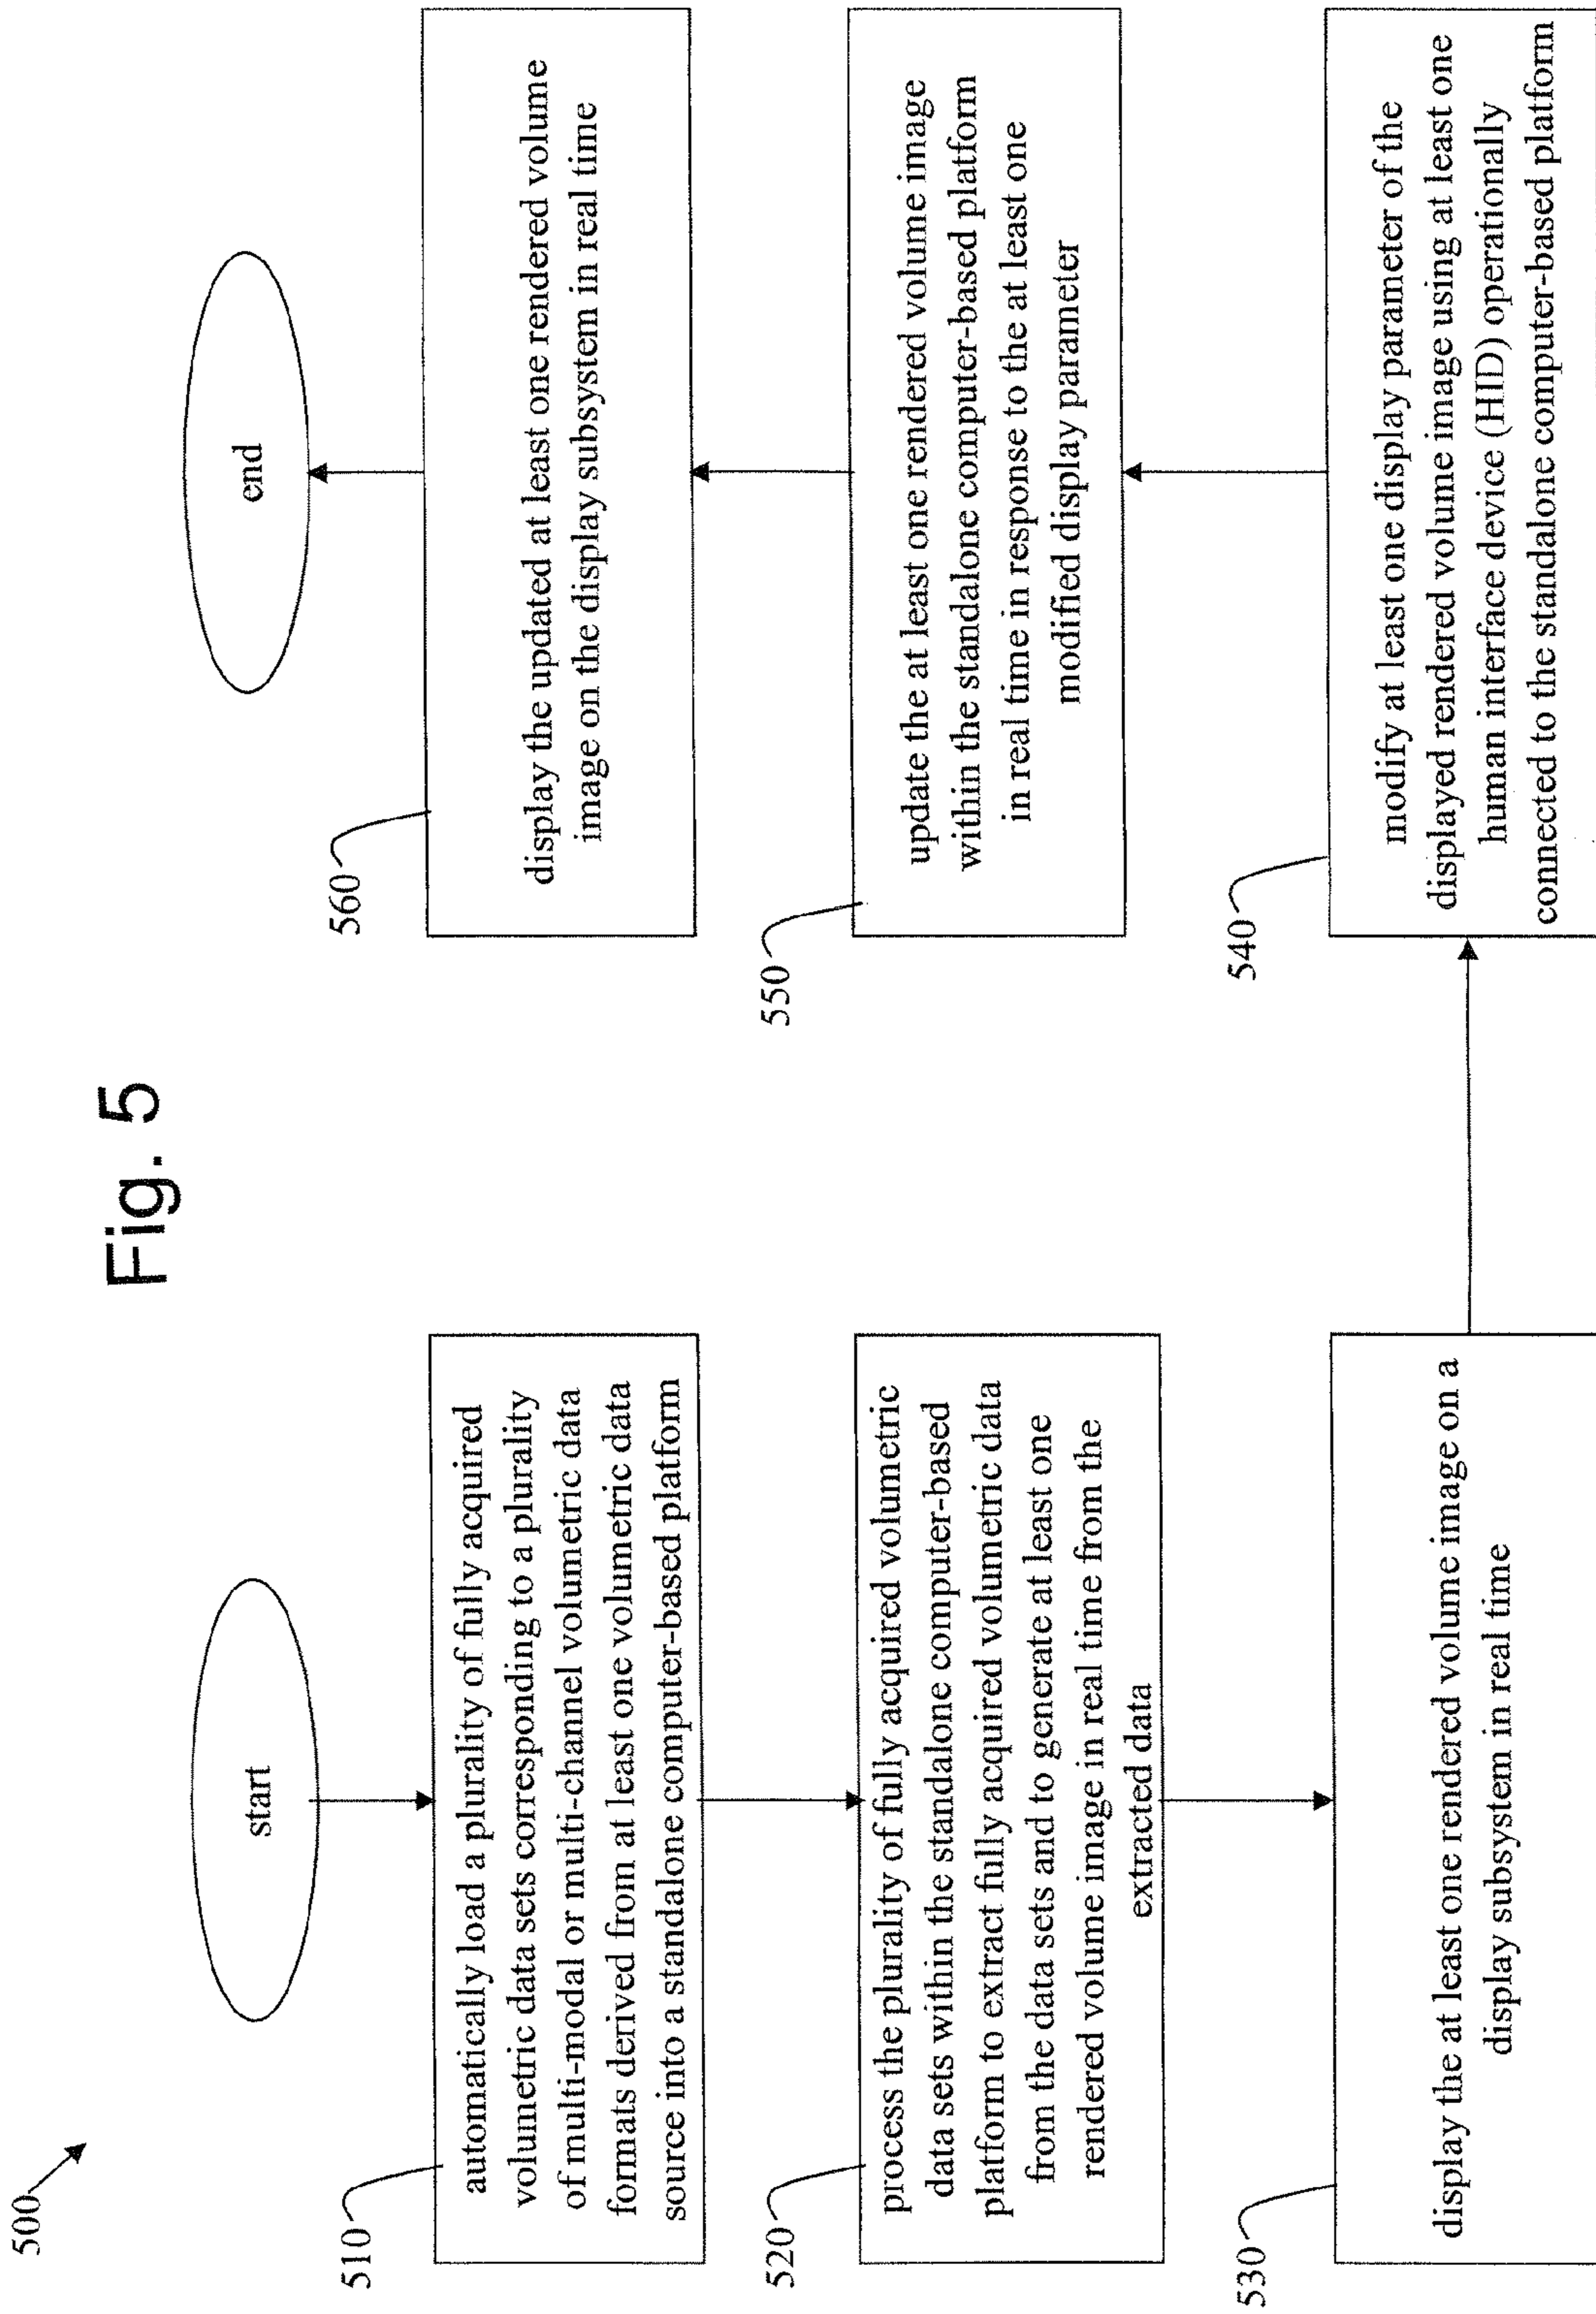 Fig. 5
500
start
510
automatically load a plurality of fully acquired
volumetric data sets corresponding to a plurality
of multi-modal or multi-channel volumetric data
formats derived from at least one volumetric data
source into a standalone computer-based platform
520
process the plurality of fully acquired volumetric
data sets within the standalone computer-based
platform to extract fully acquired volumetric data
from the data sets and to generate at least one
rendered volume image in real time from the
extracted data
530
display the at least one rendered volume image on a
display subsystem in real time
540
modify at least one display parameter of the
displayed rendered volume image using at least one
human interface device (HID) operationally
connected to the standalone computer-based platform
550
update the at least one rendered volume image
within the standalone computer-based platform
in real time in response to the at least one
modified display parameter
560
display the updated at least one rendered volume
image on the display subsystem in real time
end